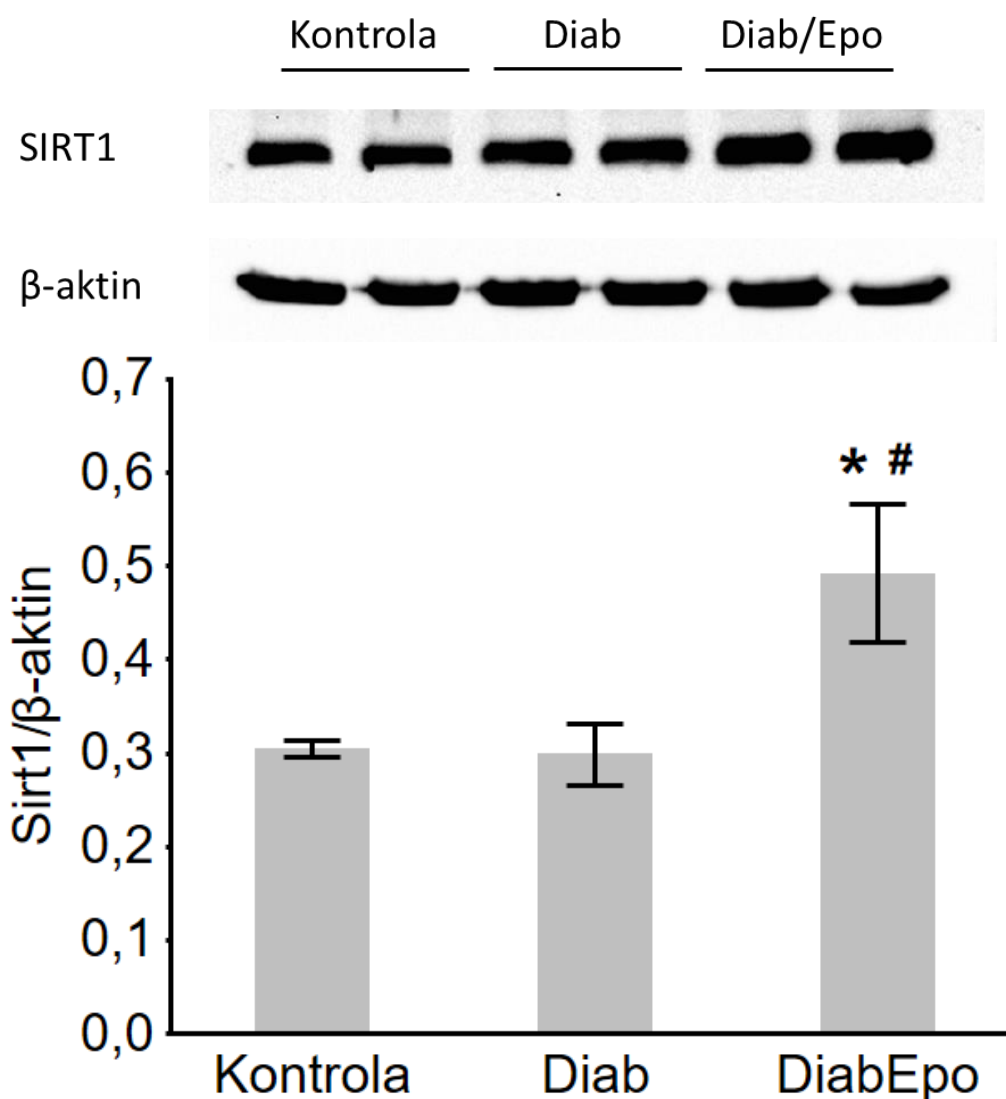 Kontrola Diab Diab/Epo
SIRT1
β-aktin
0,7
0,6
* #
0,5
0,4
0,3
0,2
0,1
0,0
Sirt1/β-aktin
Kontrola Diab DiabEpo